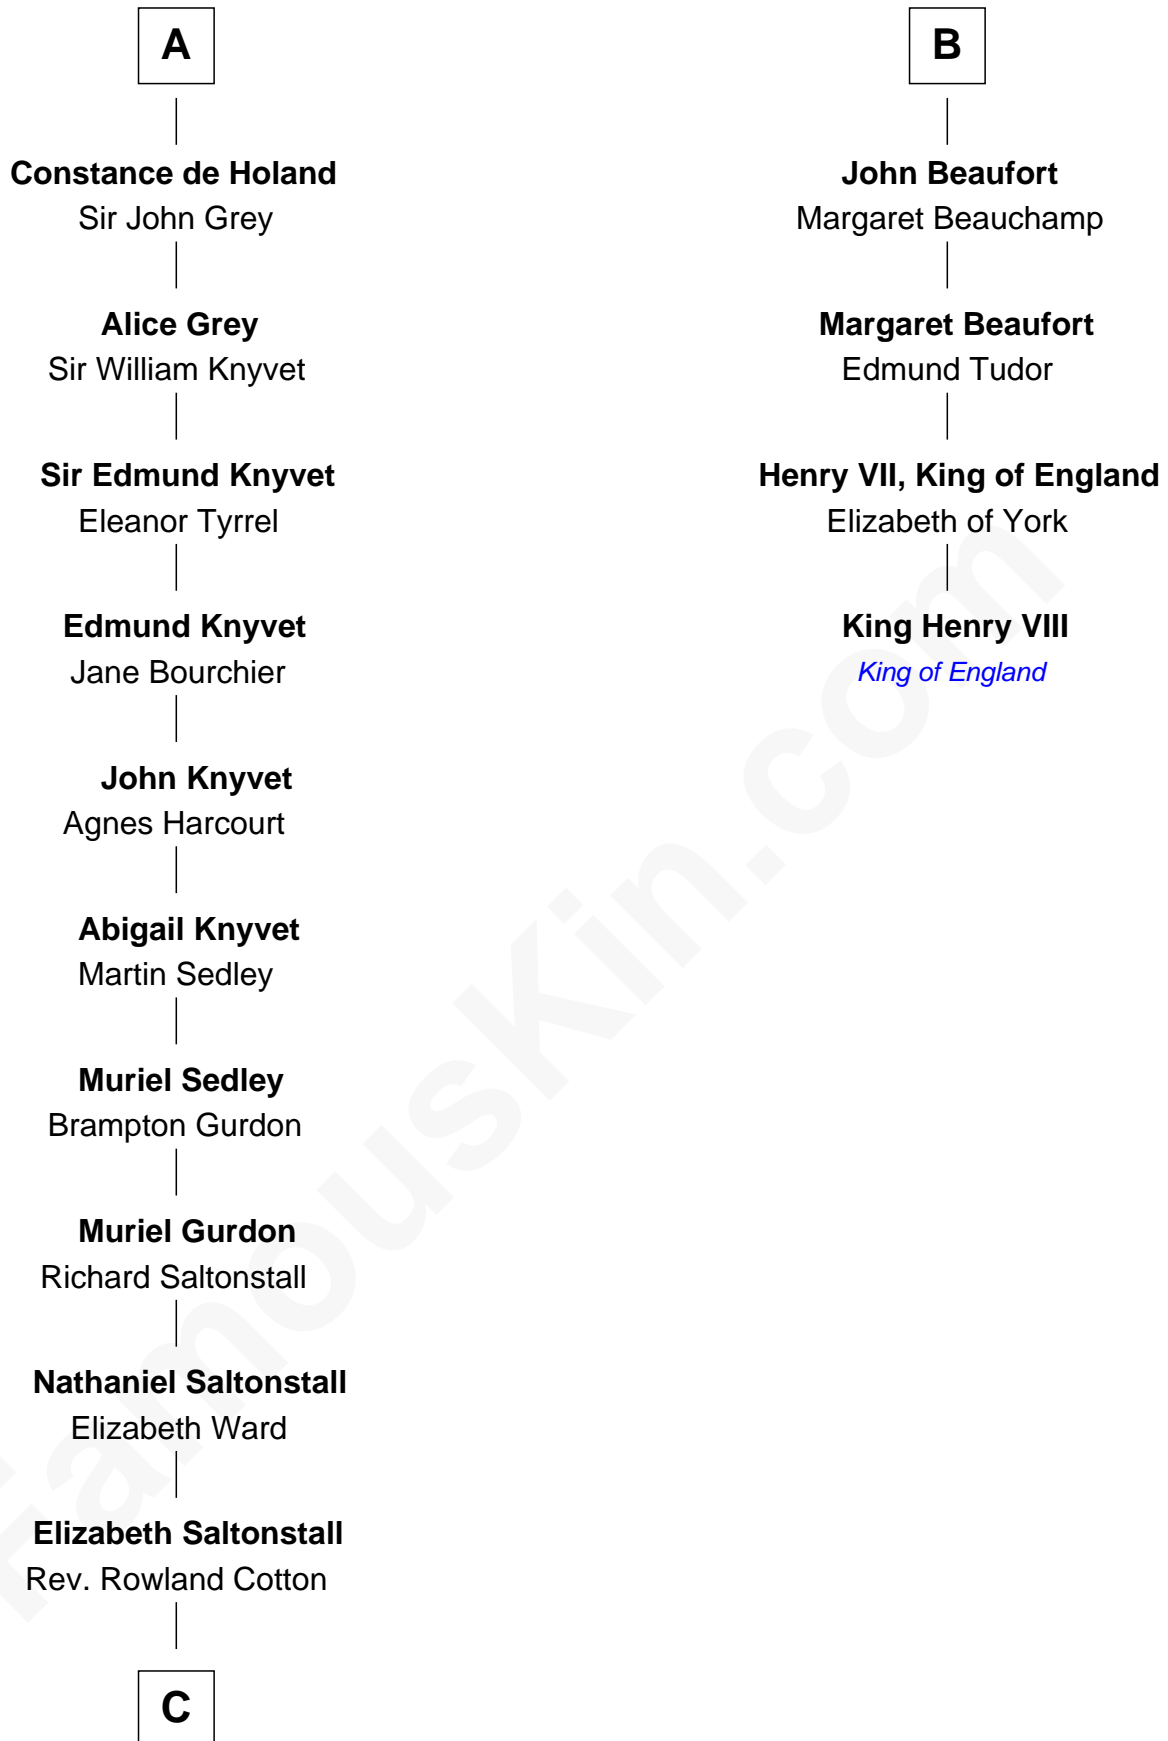 A
Constance de Holand
Sir John Grey
Alice Grey
Sir William Knyvet
Sir Edmund Knyvet
Eleanor Tyrrel
Edmund Knyvet
Jane Bourchier
John Knyvet
Agnes Harcourt
Abigail Knyvet
Martin Sedley
Muriel Sedley
Brampton Gurdon
Muriel Gurdon
Richard Saltonstall
Nathaniel Saltonstall
Elizabeth Ward
Elizabeth Saltonstall
Rev. Rowland Cotton
C
B
John Beaufort
Margaret Beauchamp
Margaret Beaufort
Edmund Tudor
Henry VII, King of England
Elizabeth of York
King Henry VIII
King of England
FamousKin.com